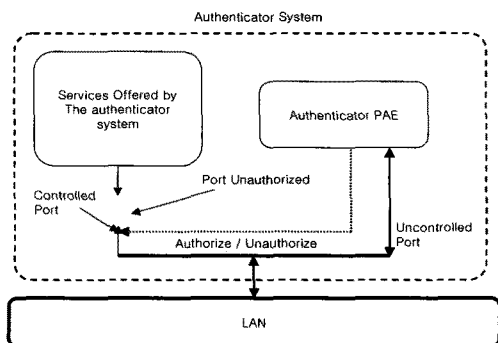 Authenticator System
Services Offered by
The authenticator
system
Authenticator PAE
Port Unauthorized
Controlled
Port
Uncontrolled
Port
Authorize / Unauthorize
LAN